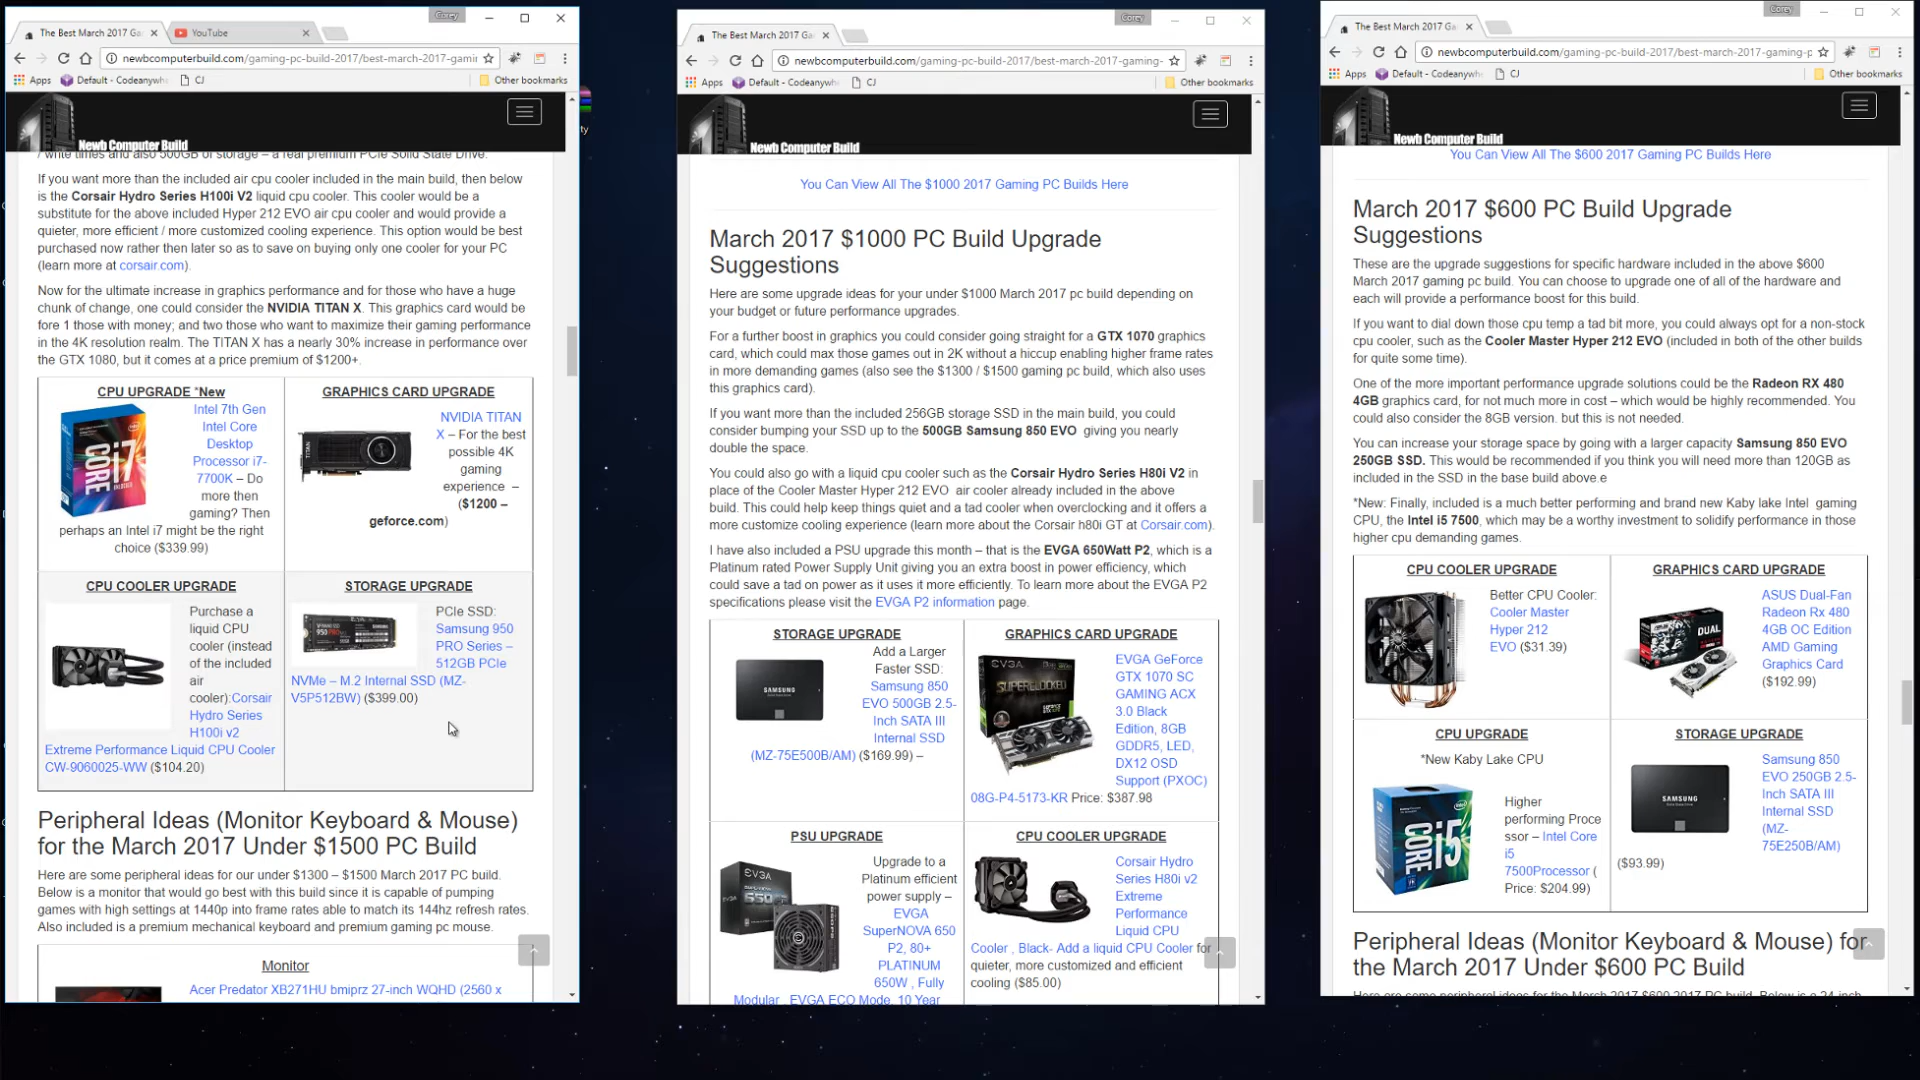 Corey
The Best March 2017 Ga
YouTube
newbcomputerbuild.com/gaming-pc-build-2017/best-march-2017-gamin
Apps
Default - Codeanywh
CJ
Other bookmarks
Newb Computer Build
/ write times and also 500GB of storage – a real premium PCIe Solid State Drive.
If you want more than the included air cpu cooler included in the main build, then below
is the Corsair Hydro Series H100i V2 liquid cpu cooler. This cooler would be a
substitute for the above included Hyper 212 EVO air cpu cooler and would provide a
quieter, more efficient / more customized cooling experience. This option would be best
purchased now rather then later so as to save on buying only one cooler for your PC
(learn more at corsair.com).
Now for the ultimate increase in graphics performance and for those who have a huge
chunk of change, one could consider the NVIDIA TITAN X. This graphics card would be
fore 1 those with money; and two those who want to maximize their gaming performance
in the 4K resolution realm. The TITAN X has a nearly 30% increase in performance over
the GTX 1080, but it comes at a price premium of $1200+.
CPU UPGRADE *New
Intel 7th Gen
Intel Core
Desktop
Processor i7-
7700K – Do
more then
gaming? Then
perhaps an Intel i7 might be the right
choice ($339.99)
GRAPHICS CARD UPGRADE
NVIDIA TITAN
X – For the best
possible 4K
gaming
experience –
($1200 –
geforce.com)
CPU COOLER UPGRADE
Purchase a
liquid CPU
cooler (instead
of the included
air
cooler):Corsair
Hydro Series
H100i v2
Extreme Performance Liquid CPU Cooler
CW-9060025-WW ($104.20)
STORAGE UPGRADE
PCIe SSD:
Samsung 950
PRO Series –
512GB PCIe
NVMe – M.2 Internal SSD (MZ-
V5P512BW) ($399.00)
Peripheral Ideas (Monitor Keyboard & Mouse)
for the March 2017 Under $1500 PC Build
Here are some peripheral ideas for our under $1300 – $1500 March 2017 PC build.
Below is a monitor that would go best with this build since it is capable of pumping
games with high settings at 1440p into frame rates able to match its 144hz refresh rates.
Also included is a premium mechanical keyboard and premium gaming pc mouse.
Monitor
Acer Predator XB271HU bmiprz 27-inch WQHD (2560 x
ty
Corey
The Best March 2017 Ga
newbcomputerbuild.com/gaming-pc-build-2017/best-march-2017-gaming-
Apps
Default - Codeanywh
CJ
Other bookmarks
Newb Computer Build
You Can View All The $1000 2017 Gaming PC Builds Here
March 2017 $1000 PC Build Upgrade
Suggestions
Here are some upgrade ideas for your under $1000 March 2017 pc build depending on
your budget or future performance upgrades.
For a further boost in graphics you could consider going straight for a GTX 1070 graphics
card, which could max those games out in 2K without a hiccup enabling higher frame rates
in more demanding games (also see the $1300 / $1500 gaming pc build, which also uses
this graphics card).
If you want more than the included 256GB storage SSD in the main build, you could
consider bumping your SSD up to the 500GB Samsung 850 EVO giving you nearly
double the space.
You could also go with a liquid cpu cooler such as the Corsair Hydro Series H80i V2 in
place of the Cooler Master Hyper 212 EVO air cooler already included in the above
build. This could help keep things quiet and a tad cooler when overclocking and it offers a
more customize cooling experience (learn more about the Corsair h80i GT at Corsair.com).
I have also included a PSU upgrade this month – that is the EVGA 650Watt P2, which is a
Platinum rated Power Supply Unit giving you an extra boost in power efficiency, which
could save a tad on power as it uses it more efficiently. To learn more about the EVGA P2
specifications please visit the EVGA P2 information page.
STORAGE UPGRADE
Add a Larger
Faster SSD:
Samsung 850
EVO 500GB 2.5-
Inch SATA III
Internal SSD
(MZ-75E500B/AM) ($169.99) –
GRAPHICS CARD UPGRADE
EVGA GeForce
GTX 1070 SC
GAMING ACX
3.0 Black
Edition, 8GB
GDDR5, LED,
DX12 OSD
Support (PXOC)
08G-P4-5173-KR Price: $387.98
PSU UPGRADE
Upgrade to a
Platinum efficient
power supply –
EVGA
SuperNOVA 650
P2, 80+
PLATINUM
650W , Fully
Modular , EVGA ECO Mode, 10 Year
CPU COOLER UPGRADE
Corsair Hydro
Series H80i v2
Extreme
Performance
Liquid CPU
Cooler , Black- Add a liquid CPU Cooler for
quieter, more customized and efficient
cooling ($85.00)
Corey
The Best March 2017 Ga
newbcomputerbuild.com/gaming-pc-build-2017/best-march-2017-gaming-p
Apps
Default - Codeanywh
CJ
Other bookmarks
Newb Computer Build
You Can View All The $600 2017 Gaming PC Builds Here
March 2017 $600 PC Build Upgrade
Suggestions
These are the upgrade suggestions for specific hardware included in the above $600
March 2017 gaming pc build. You can choose to upgrade one of all of the hardware and
each will provide a performance boost for this build.
If you want to dial down those cpu temp a tad bit more, you could always opt for a non-stock
cpu cooler, such as the Cooler Master Hyper 212 EVO (included in both of the other builds
for quite some time).
One of the more important performance upgrade solutions could be the Radeon RX 480
4GB graphics card, for not much more in cost – which would be highly recommended. You
could also consider the 8GB version. but this is not needed.
You can increase your storage space by going with a larger capacity Samsung 850 EVO
250GB SSD. This would be recommended if you think you will need more than 120GB as
included in the SSD in the base build above.e
*New: Finally, included is a much better performing and brand new Kaby lake Intel gaming
CPU, the Intel i5 7500, which may be a worthy investment to solidify performance in those
higher cpu demanding games.
CPU COOLER UPGRADE
Better CPU Cooler:
Cooler Master
Hyper 212
EVO ($31.39)
GRAPHICS CARD UPGRADE
ASUS Dual-Fan
Radeon Rx 480
4GB OC Edition
AMD Gaming
Graphics Card
($192.99)
CPU UPGRADE
*New Kaby Lake CPU
Higher
performing Proce
ssor – Intel Core
i5
7500Processor (
Price: $204.99)
STORAGE UPGRADE
Samsung 850
EVO 250GB 2.5-
Inch SATA III
Internal SSD
(MZ-
75E250B/AM)
($93.99)
Peripheral Ideas (Monitor Keyboard & Mouse) for
the March 2017 Under $600 PC Build
Here are some peripheral ideas for the March 2017 $600 2017 PC build. Below is a 24 inch